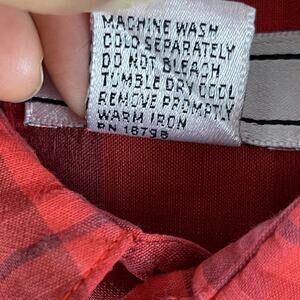 MACHINE WASH
COLD SEPARATELY
DO NOT BLEACH
TUMBLE DRY COOL
REMOVE PROMPTLY
WARM IRON
RN 18798